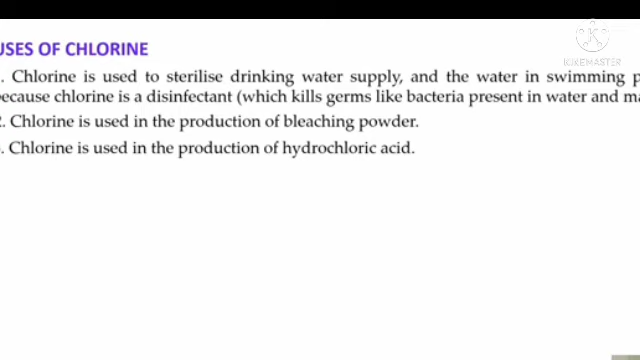 USES OF CHLORINE
KINEMASTER
. Chlorine is used to sterilise drinking water supply, and the water in swimming
because chlorine is a disinfectant (which kills germs like bacteria present in water and
2. Chlorine is used in the production of bleaching powder.
. Chlorine is used in the production of hydrochloric acid.